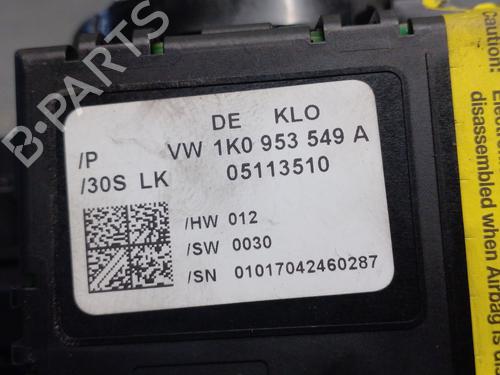 DE KLO
/P VW 1K0 953 549 A
/30S LK 05113510
/HW 012
/SW 0030
/SN 01017042460287
B-PARTS
caution:
disassembled when Airbag is